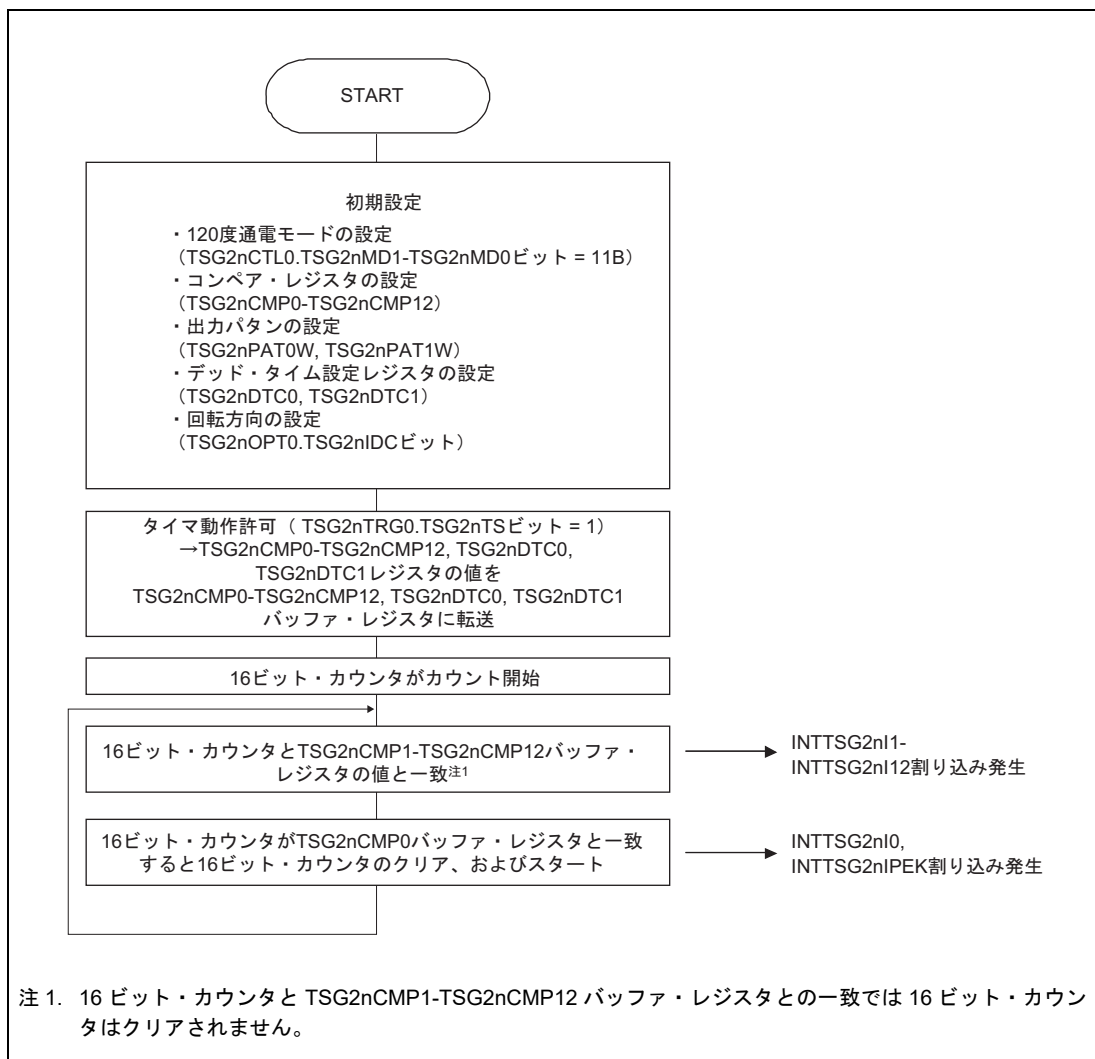 START
初期設定
・120度通電モードの設定
（TSG2nCTL0.TSG2nMD1-TSG2nMD0ビット = 11B）
・コンペア・レジスタの設定
（TSG2nCMP0-TSG2nCMP12）
・出力パタンの設定
（TSG2nPAT0W, TSG2nPAT1W）
・デッド・タイム設定レジスタの設定
（TSG2nDTC0, TSG2nDTC1）
・回転方向の設定
（TSG2nOPT0.TSG2nIDCビット）
タイマ動作許可（ TSG2nTRG0.TSG2nTSビット = 1）
→TSG2nCMP0-TSG2nCMP12, TSG2nDTC0,
TSG2nDTC1レジスタの値を
TSG2nCMP0-TSG2nCMP12, TSG2nDTC0, TSG2nDTC1
バッファ・レジスタに転送
16ビット・カウンタがカウント開始
16ビット・カウンタとTSG2nCMP1-TSG2nCMP12バッファ・
レジスタの値と一致注1
INTTSG2nI1-
INTTSG2nI12割り込み発生
16ビット・カウンタがTSG2nCMP0バッファ・レジスタと一致
すると16ビット・カウンタのクリア、およびスタート
INTTSG2nI0,
INTTSG2nIPEK割り込み発生
注 1. 16 ビット・カウンタと TSG2nCMP1-TSG2nCMP12 バッファ・レジスタとの一致では 16 ビット・カウン
タはクリアされません。